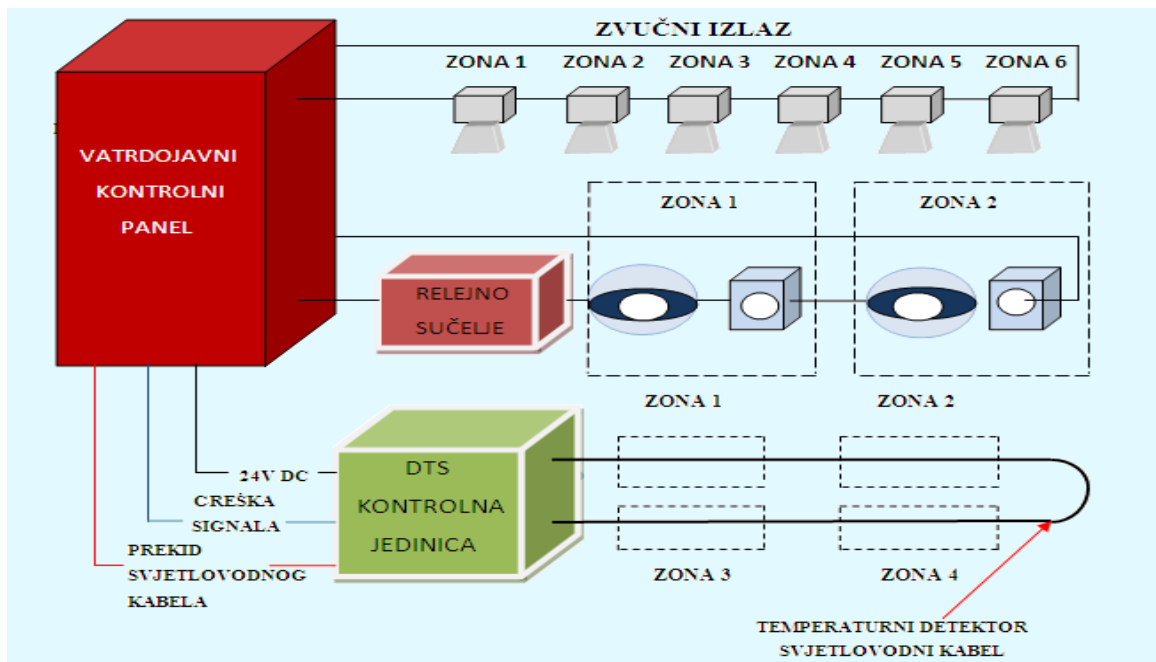 ZVUČNI IZLAZ
ZONA 1 ZONA 2 ZONA 3 ZONA 4 ZONA 5 ZONA 6
VATRDOJAVNI
KONTROLNI
PANEL
ZONA 1 ZONA 2
RELEJNO
SUČELJE
ZONA 1 ZONA 2
DTS
KONTROLNA
JEDINICA
24V DC
CREŠKA
SIGNALA
PREKID
SVJETLOVODNOG
KABELA
ZONA 3 ZONA 4
TEMPERATURNI DETEKTOR
SVJETLOVODNI KABEL